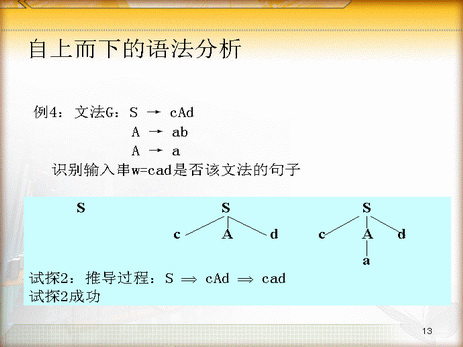 自上而下的语法分析
例4：文法G：S → cAd
A → ab
A → a
识别输入串w=cad是否该文法的句子
S S S
c A d c A d
a
试探2：推导过程：S ⇒ cAd ⇒ cad
试探2成功
13